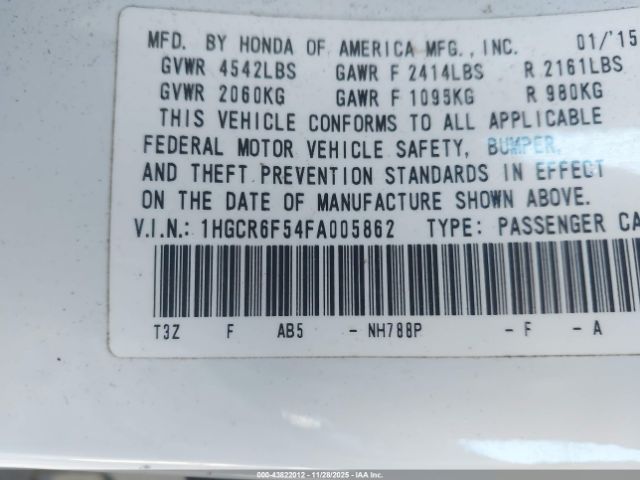 MFD. BY HONDA OF AMERICA MFG., INC. 01/'15
GVWR 4542LBS GAWR F 2414LBS R 2161LBS
GVWR 2060KG GAWR F 1095KG R 980KG
THIS VEHICLE CONFORMS TO ALL APPLICABLE
FEDERAL MOTOR VEHICLE SAFETY, BUMPER,
AND THEFT PREVENTION STANDARDS IN EFFECT
ON THE DATE OF MANUFACTURE SHOWN ABOVE.
V.I.N.: 1HGCR6F54FA005862 TYPE: PASSENGER CA
T3Z F AB5 - NH788P - F - A
000-43822012 - 11/28/2025 - IAA Inc.